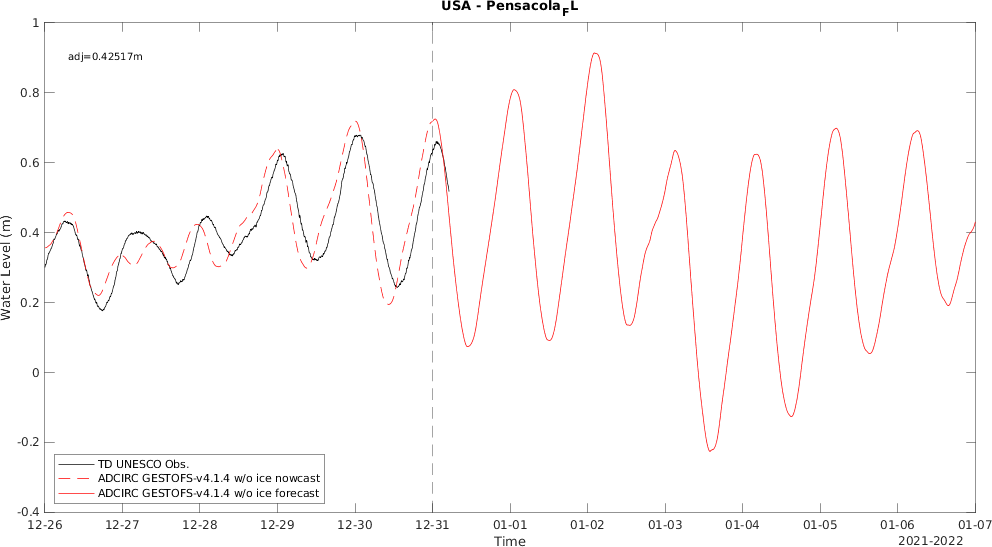 USA - Pensacola_FL
adj=0.42517m
1
0.8
0.6
0.4
0.2
0
-0.2
-0.4
Water Level (m)
TD UNESCO Obs.
ADCIRC GESTOFS-v4.1.4 w/o ice nowcast
ADCIRC GESTOFS-v4.1.4 w/o ice forecast
12-26 12-27 12-28 12-29 12-30 12-31 01-01 01-02 01-03 01-04 01-05 01-06 01-07
Time
2021-2022